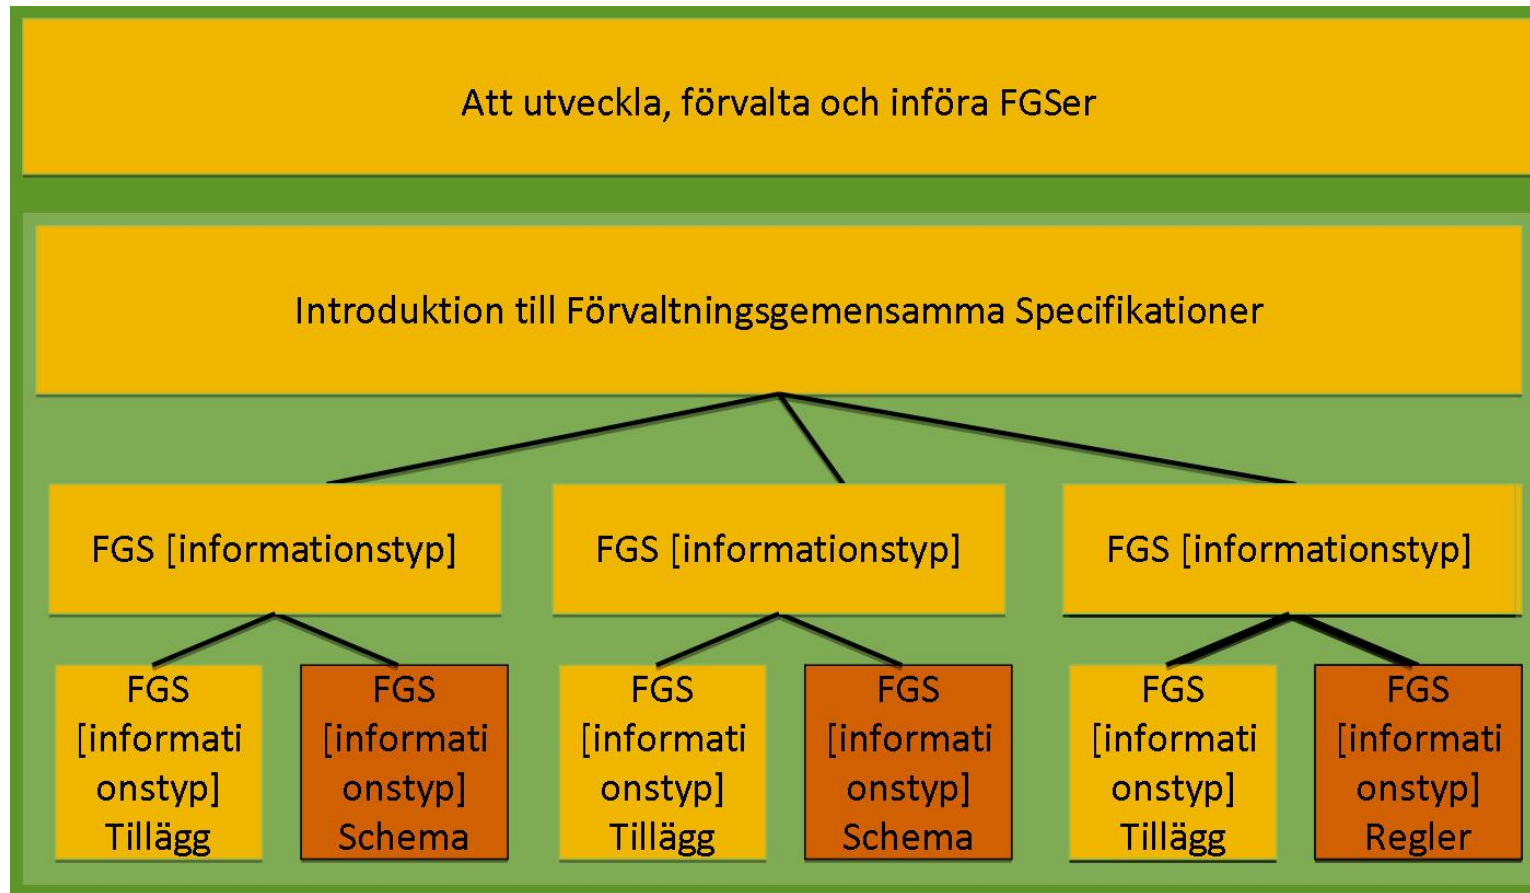 Att utveckla, förvalta och införa FGSer
Introduktion till Förvaltningsgemensamma Specifikationer
FGS [informationstyp]
FGS [informationstyp]
FGS [informationstyp]
FGS
[informati
onstyp]
Tillägg
FGS
[informati
onstyp]
Schema
FGS
[informati
onstyp]
Tillägg
FGS
[informati
onstyp]
Schema
FGS
[informati
onstyp]
Tillägg
FGS
[informati
onstyp]
Regler